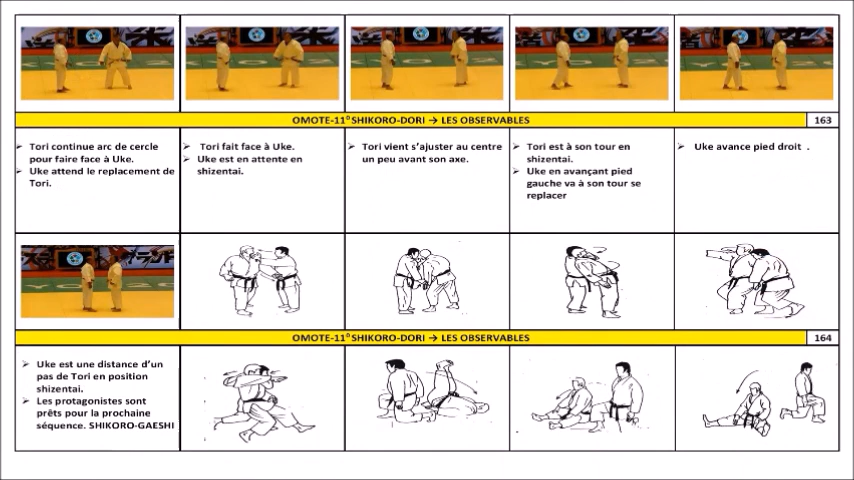 OMOTE-11° SHIKORO-DORI → LES OBSERVABLES 163
➢ Tori continue arc de cercle
pour faire face à Uke.
➢ Uke attend le replacement de
Tori.
➢ Tori fait face à Uke.
➢ Uke est en attente en
shizentai.
➢ Tori vient s’ajuster au centre
un peu avant son axe.
➢ Tori est à son tour en
shizentai.
➢ Uke en avançant pied
gauche va à son tour se
replacer
➢ Uke avance pied droit .
OMOTE-11° SHIKORO-DORI → LES OBSERVABLES 164
➢ Uke est une distance d’un
pas de Tori en position
shizentai.
➢ Les protagonistes sont
prêts pour la prochaine
séquence. SHIKORO-GAESHI